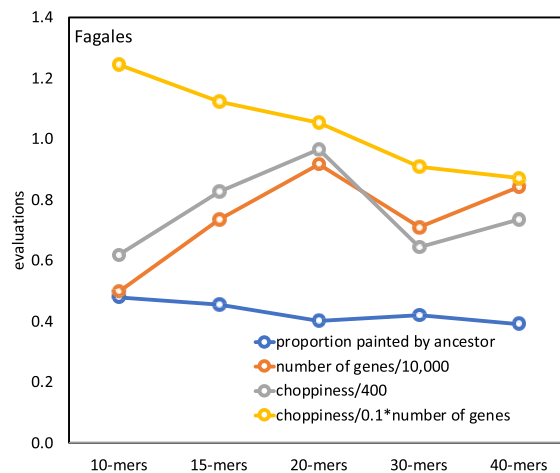 Fagales
evaluations
1.4
1.2
1.0
0.8
0.6
0.4
0.2
0.0
proportion painted by ancestor
number of genes/10,000
choppiness/400
choppiness/0.1*number of genes
10-mers 15-mers 20-mers 30-mers 40-mers